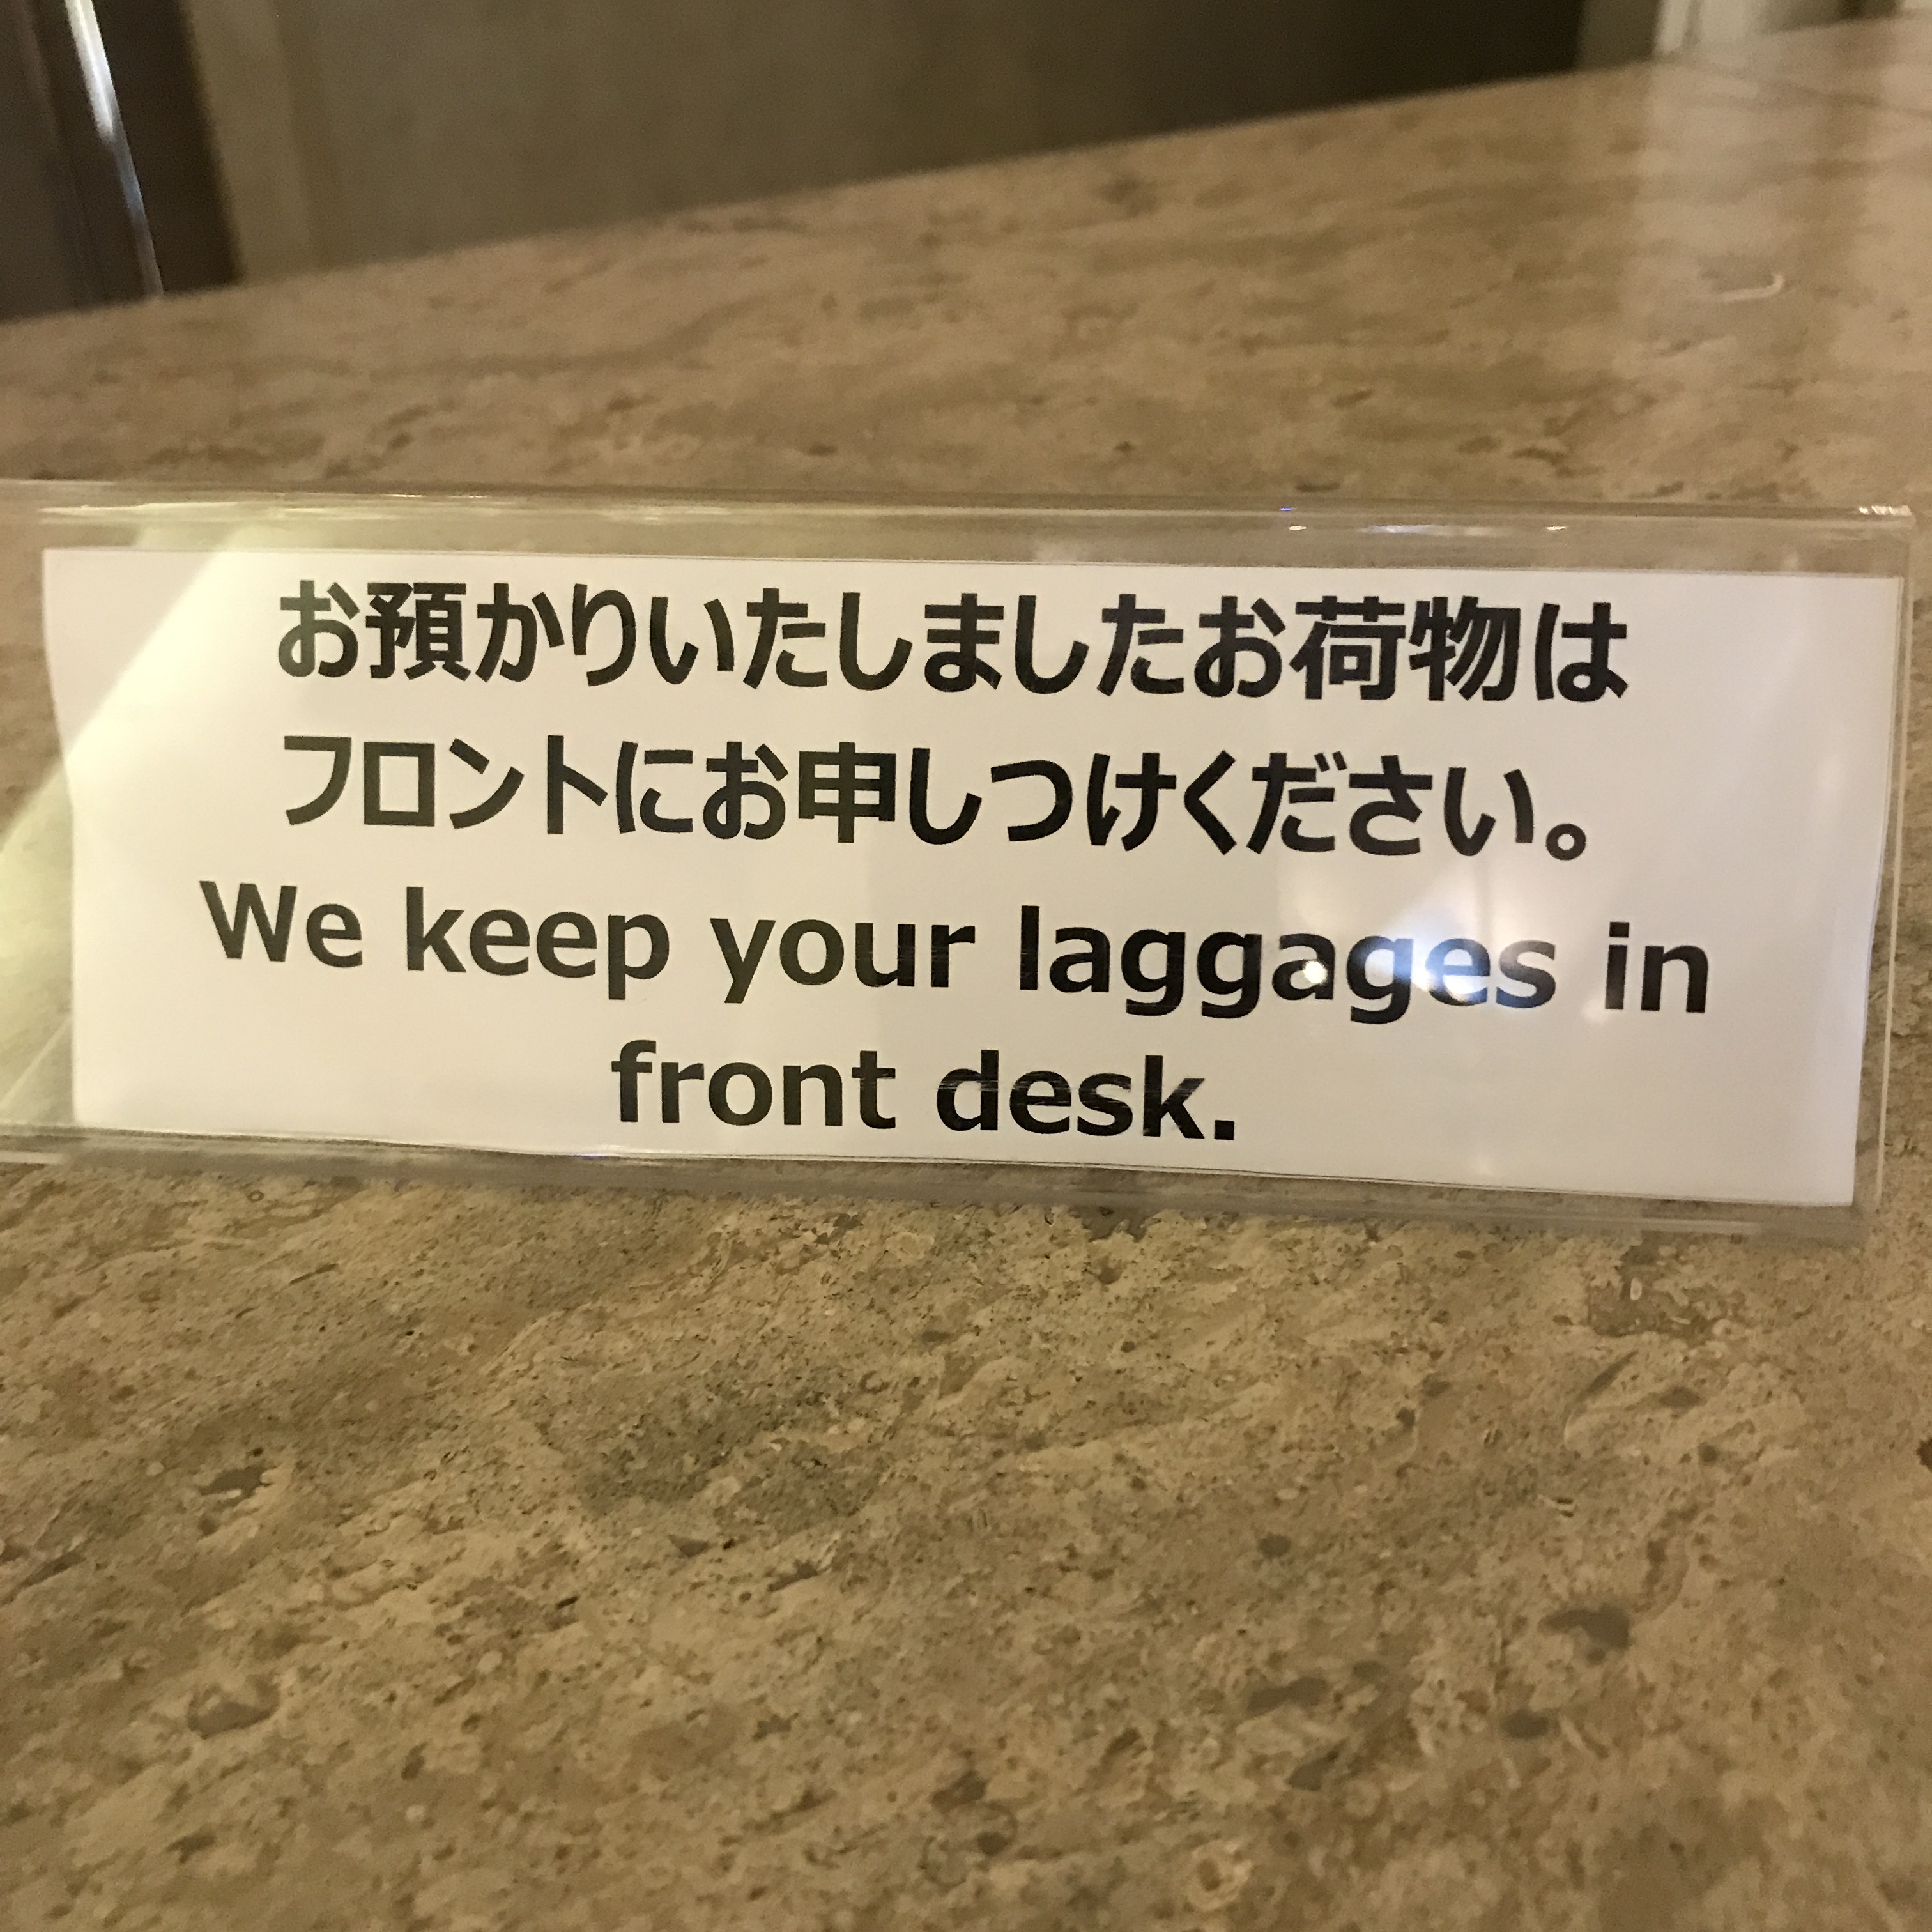 お預かりいたしましたお荷物は
フロントにお申しつけください。
We keep your laggages in
front desk.